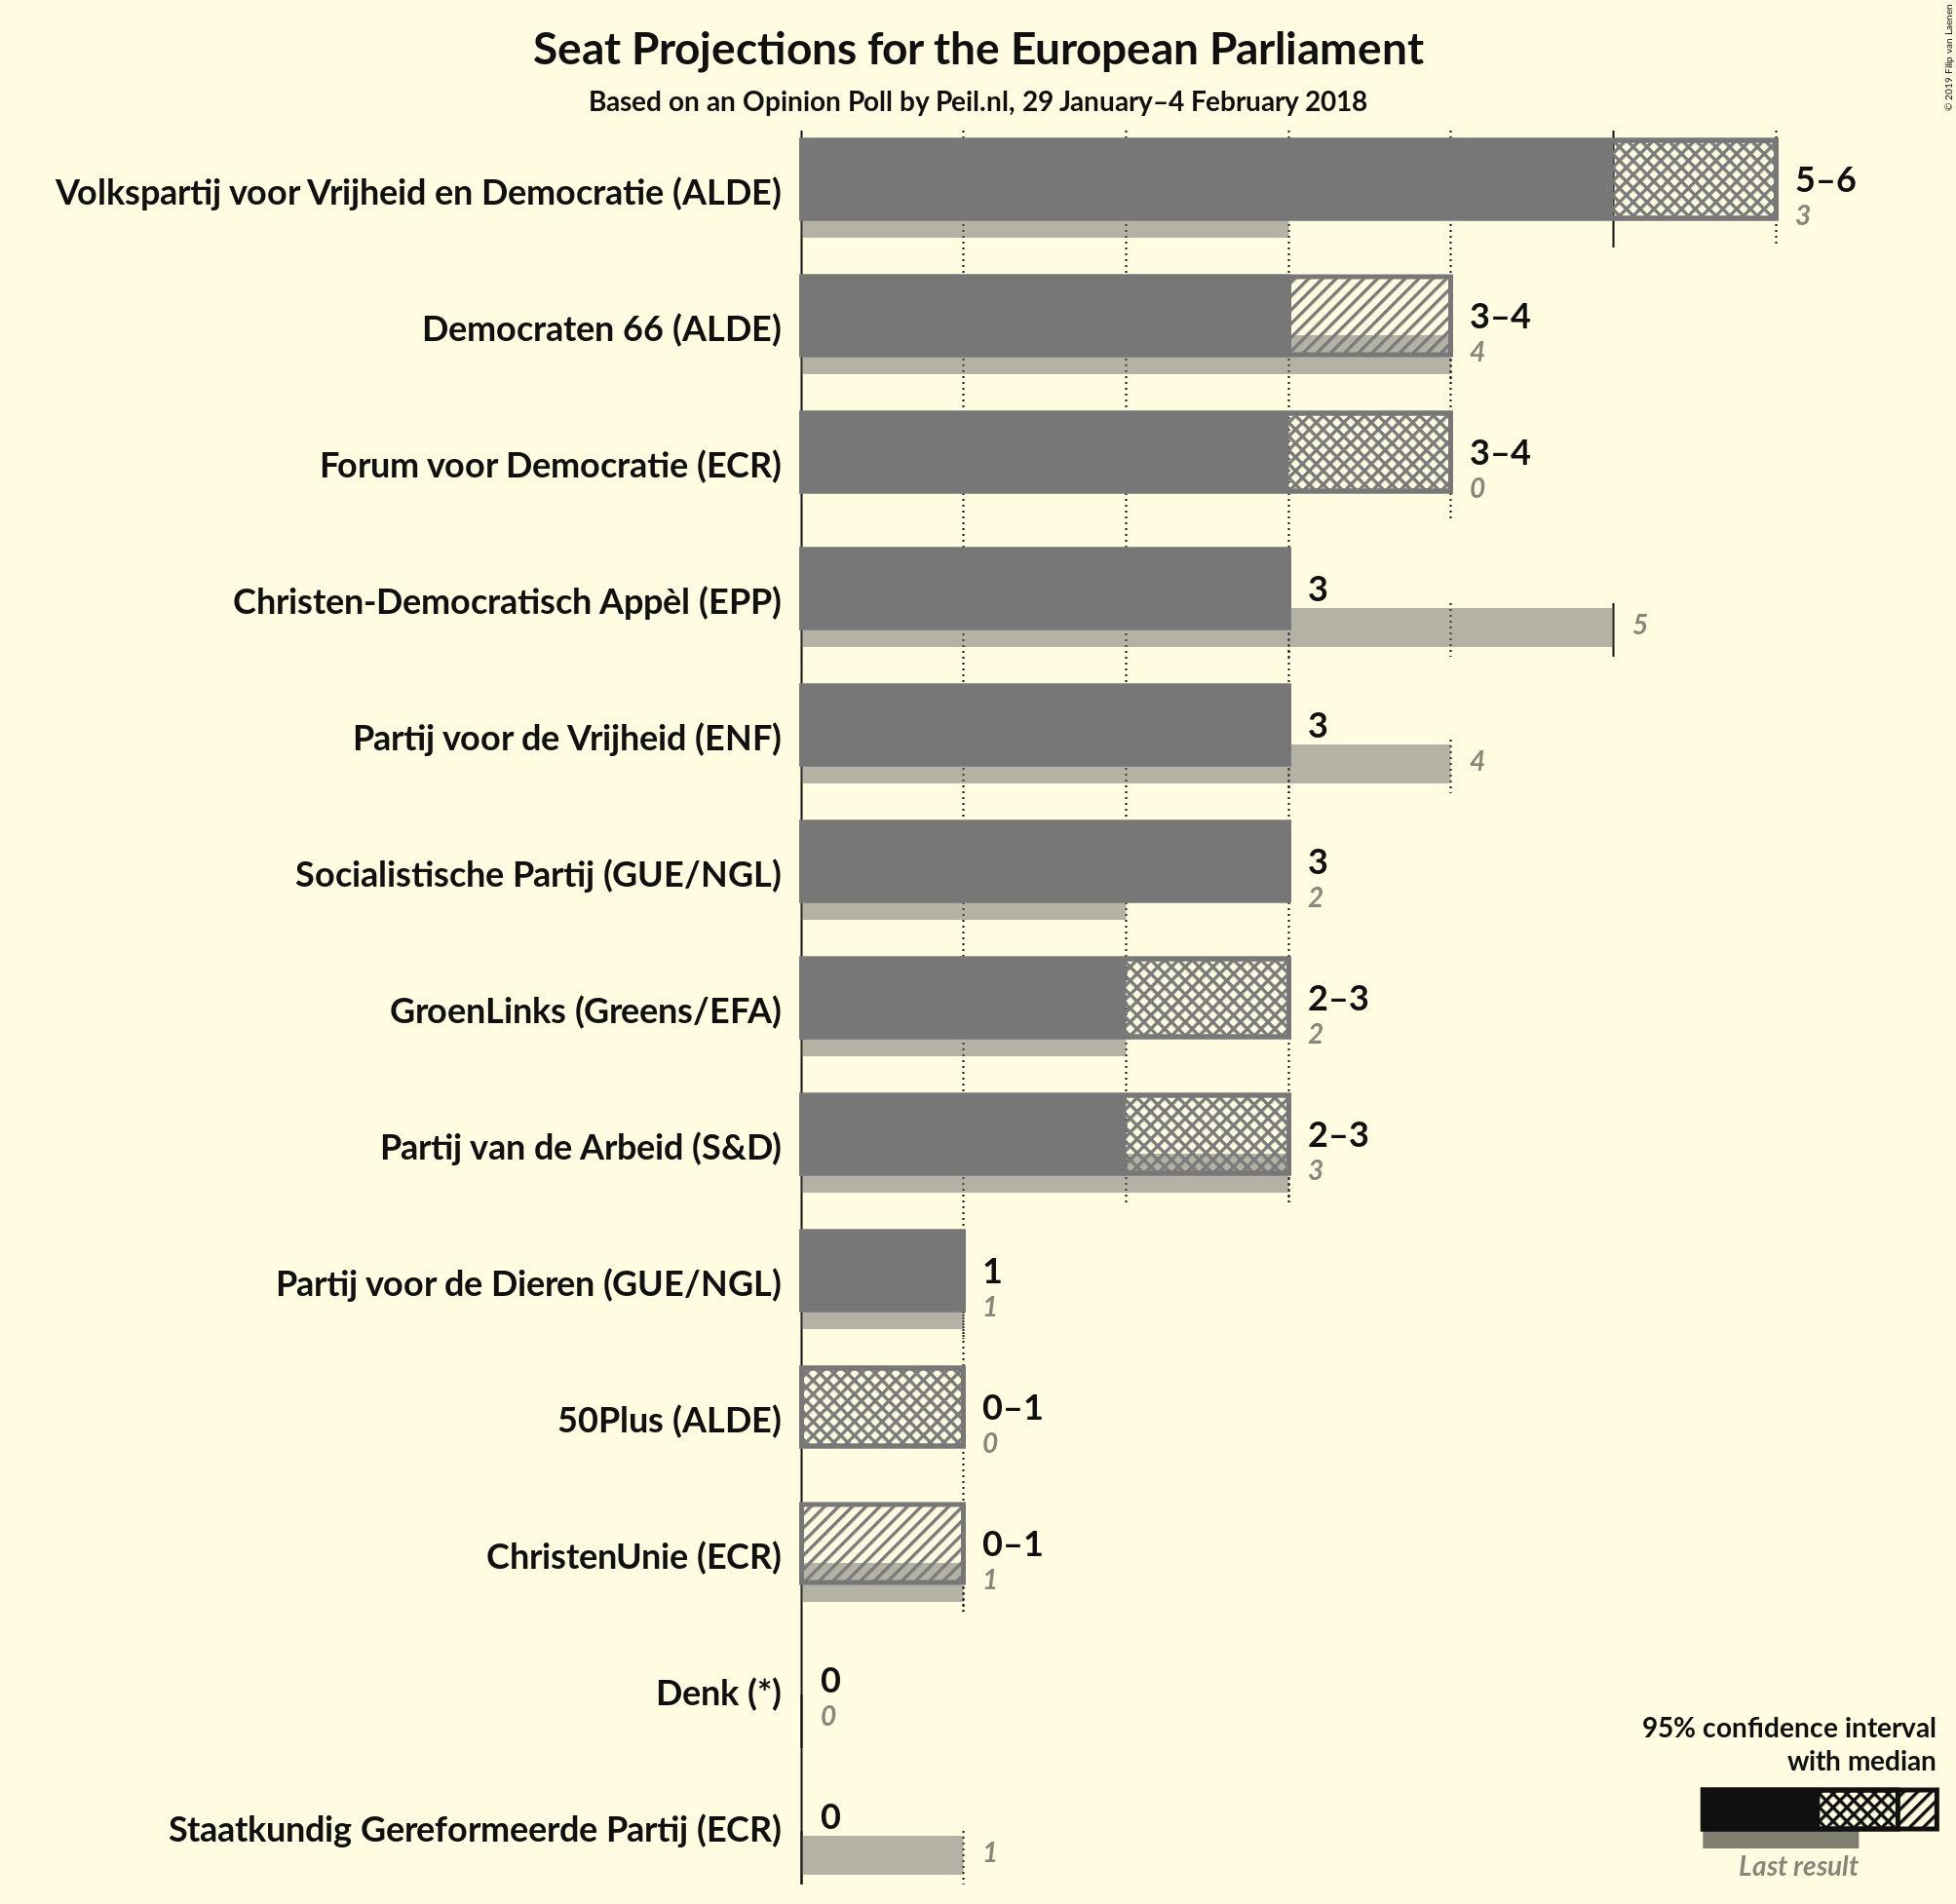 Seat Projections for the European Parliament
Based on an Opinion Poll by Peil.nl, 29 January–4 February 2018
© 2019 Filip van Laenen
Volkspartij voor Vrijheid en Democratie (ALDE)
5–6
3
Democraten 66 (ALDE)
3–4
4
Forum voor Democratie (ECR)
3–4
0
Christen-Democratisch Appèl (EPP)
3
5
Partij voor de Vrijheid (ENF)
3
4
Socialistische Partij (GUE/NGL)
3
2
GroenLinks (Greens/EFA)
2–3
2
Partij van de Arbeid (S&D)
2–3
3
Partij voor de Dieren (GUE/NGL)
1
1
50Plus (ALDE)
0–1
0
ChristenUnie (ECR)
0–1
1
Denk (*)
0
0
Staatkundig Gereformeerde Partij (ECR)
0
1
95% confidence interval
with median
Last result